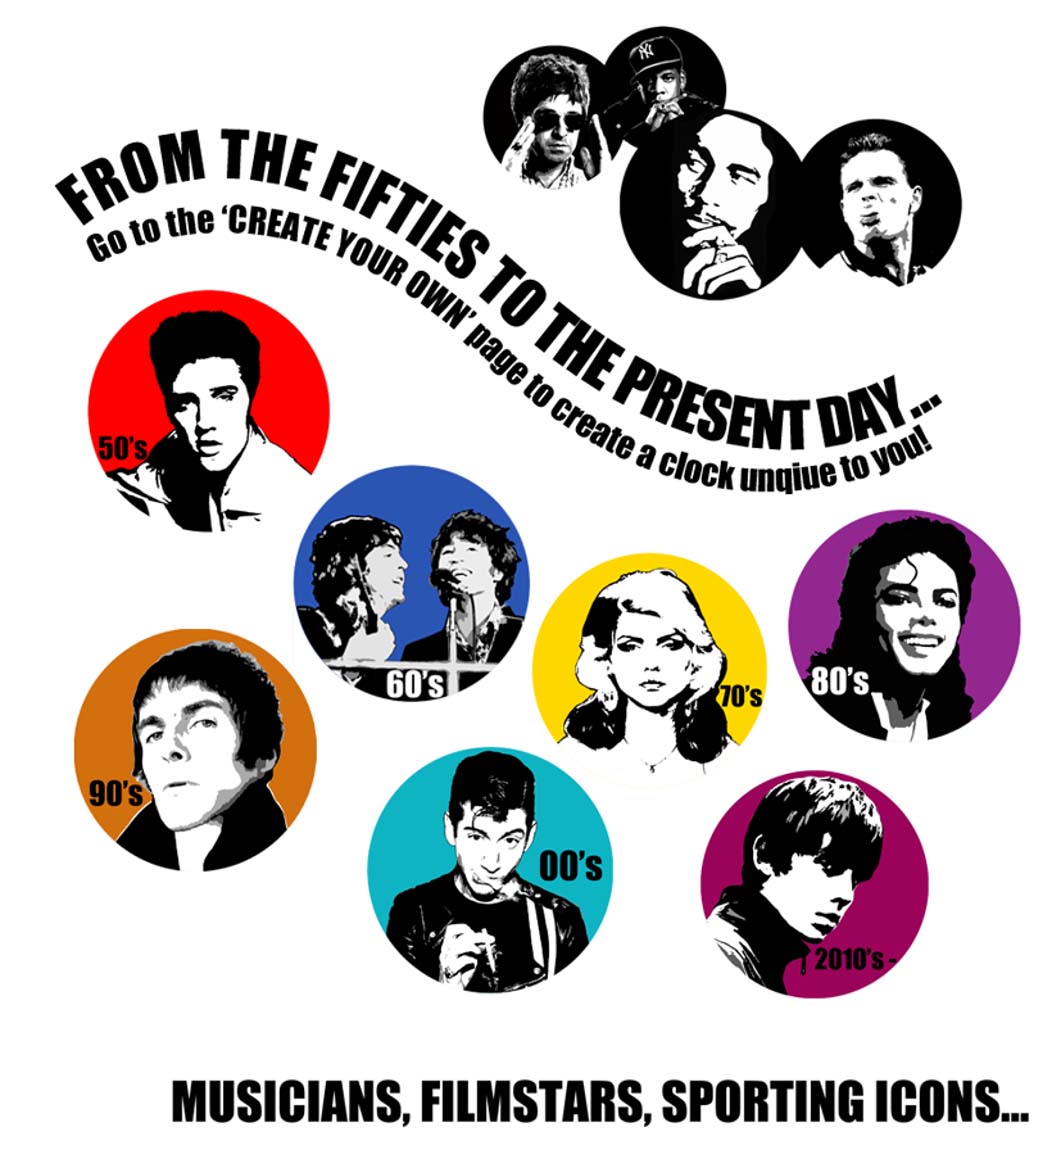 FROM THE FIFTIES TO THE PRESENT DAY...
Go to the 'CREATE YOUR OWN' page to create a clock unqiue to you!
NY
50's
60's
70's
80's
90's
00's
2010's -
MUSICIANS, FILMSTARS, SPORTING ICONS...